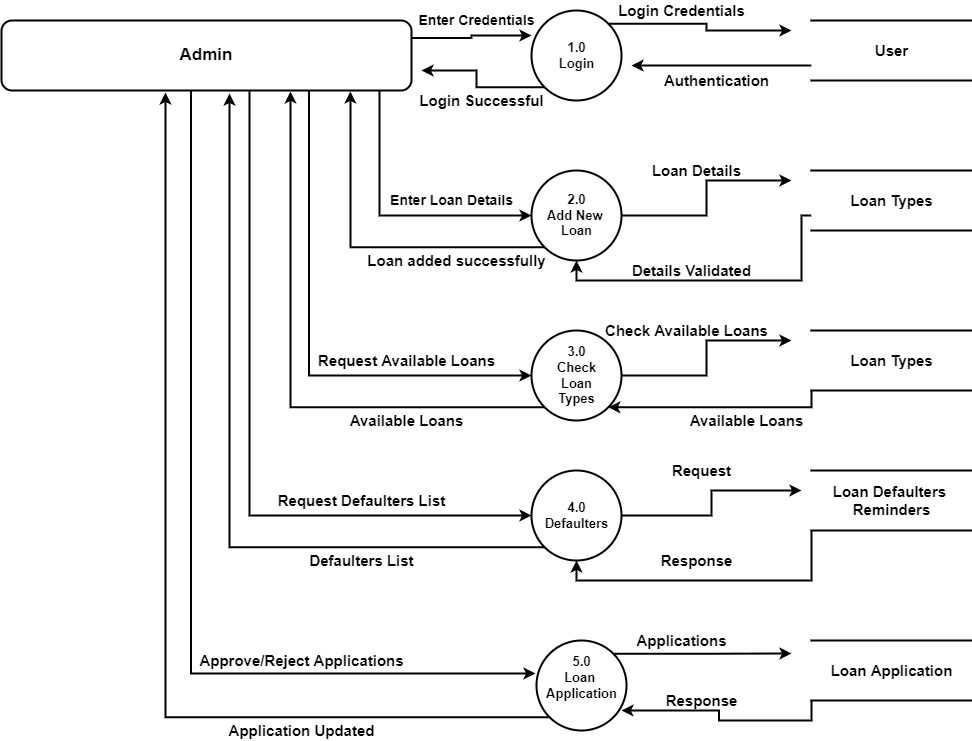 Admin
Enter Credentials
1.0
Login
Login Credentials
User
Login Successful
Authentication
Enter Loan Details
2.0
Add New
Loan
Loan Details
Loan Types
Loan added successfully
Details Validated
Request Available Loans
3.0
Check
Loan
Types
Check Available Loans
Loan Types
Available Loans
Available Loans
Request Defaulters List
4.0
Defaulters
Request
Loan Defaulters
Reminders
Defaulters List
Response
Approve/Reject Applications
5.0
Loan
Application
Applications
Loan Application
Response
Application Updated